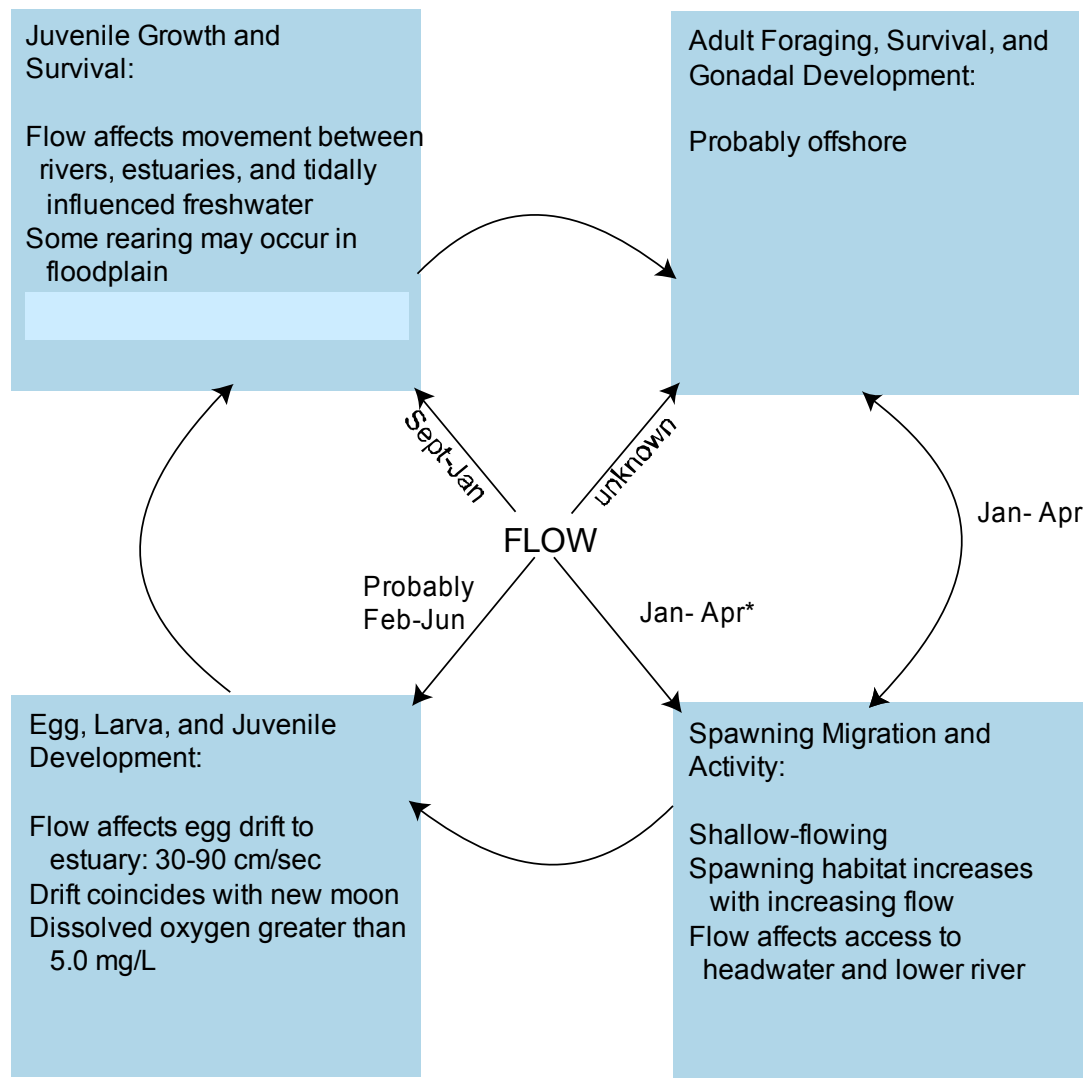 Juvenile Growth and
Survival:
Flow affects movement between
rivers, estuaries, and tidally
influenced freshwater
Some rearing may occur in
floodplain
Adult Foraging, Survival, and
Gonadal Development:
Probably offshore
Sept-Jan
unknown
FLOW
Jan- Apr
Probably
Feb-Jun
Jan- Apr*
Egg, Larva, and Juvenile
Development:
Flow affects egg drift to
estuary: 30-90 cm/sec
Drift coincides with new moon
Dissolved oxygen greater than
5.0 mg/L
Spawning Migration and
Activity:
Shallow-flowing
Spawning habitat increases
with increasing flow
Flow affects access to
headwater and lower river